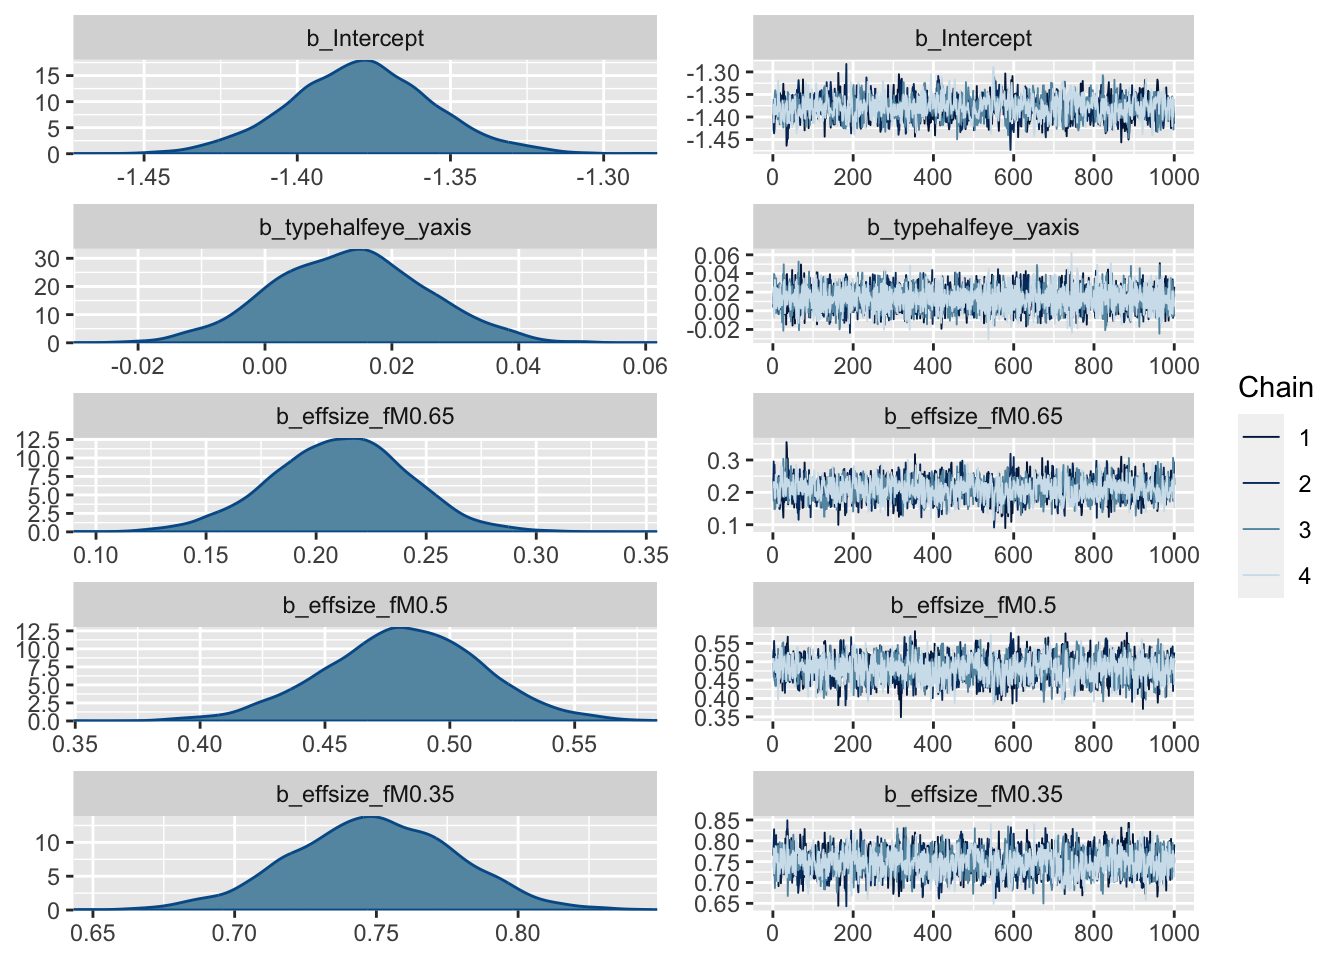 b_Intercept b_Intercept
15 10 5 0
-1.45 -1.40 -1.35 -1.30
-1.30 -1.35 -1.40 -1.45
0 200 400 600 800 1000
b_typehalfeye_yaxis b_typehalfeye_yaxis
30 20 10 0
-0.02 0.00 0.02 0.04 0.06
0.06 0.04 0.02 0.00 -0.02
0 200 400 600 800 1000
b_effsize_fM0.65 b_effsize_fM0.65
12.5 10.0 7.5 5.0 2.5 0.0
0.10 0.15 0.20 0.25 0.30 0.35
0.3 0.2 0.1
0 200 400 600 800 1000
b_effsize_fM0.5 b_effsize_fM0.5
12.5 10.0 7.5 5.0 2.5 0.0
0.35 0.40 0.45 0.50 0.55
0.55 0.50 0.45 0.40 0.35
0 200 400 600 800 1000
b_effsize_fM0.35 b_effsize_fM0.35
10 5 0
0.65 0.70 0.75 0.80
0.85 0.80 0.75 0.70 0.65
0 200 400 600 800 1000
Chain
1
2
3
4